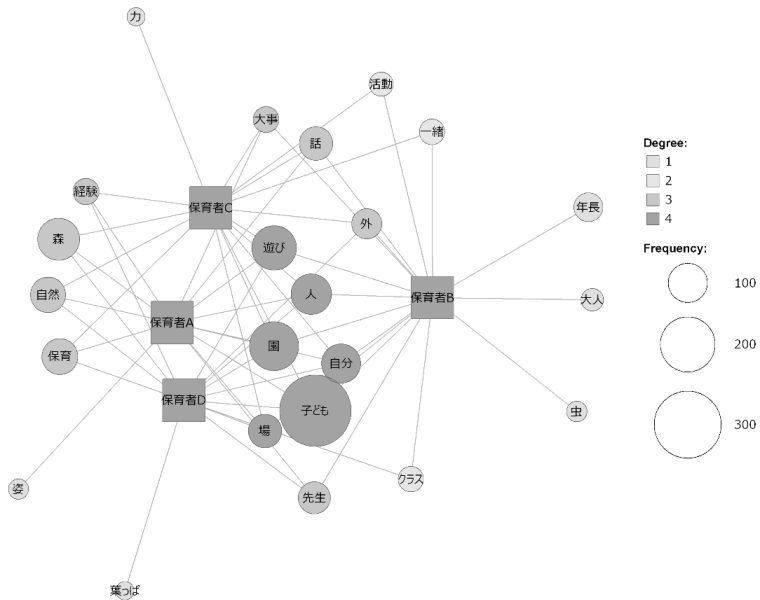 力
活動
大事
一緒
話
Degree:
1
2
3
4
経験
保育者C
年長
外
森
遊び
Frequency:
100
自然
人
保育者B
大人
保育者A
200
園
保育
自分
保育者D
子ども
虫
300
場
クラス
姿
先生
葉っぱ